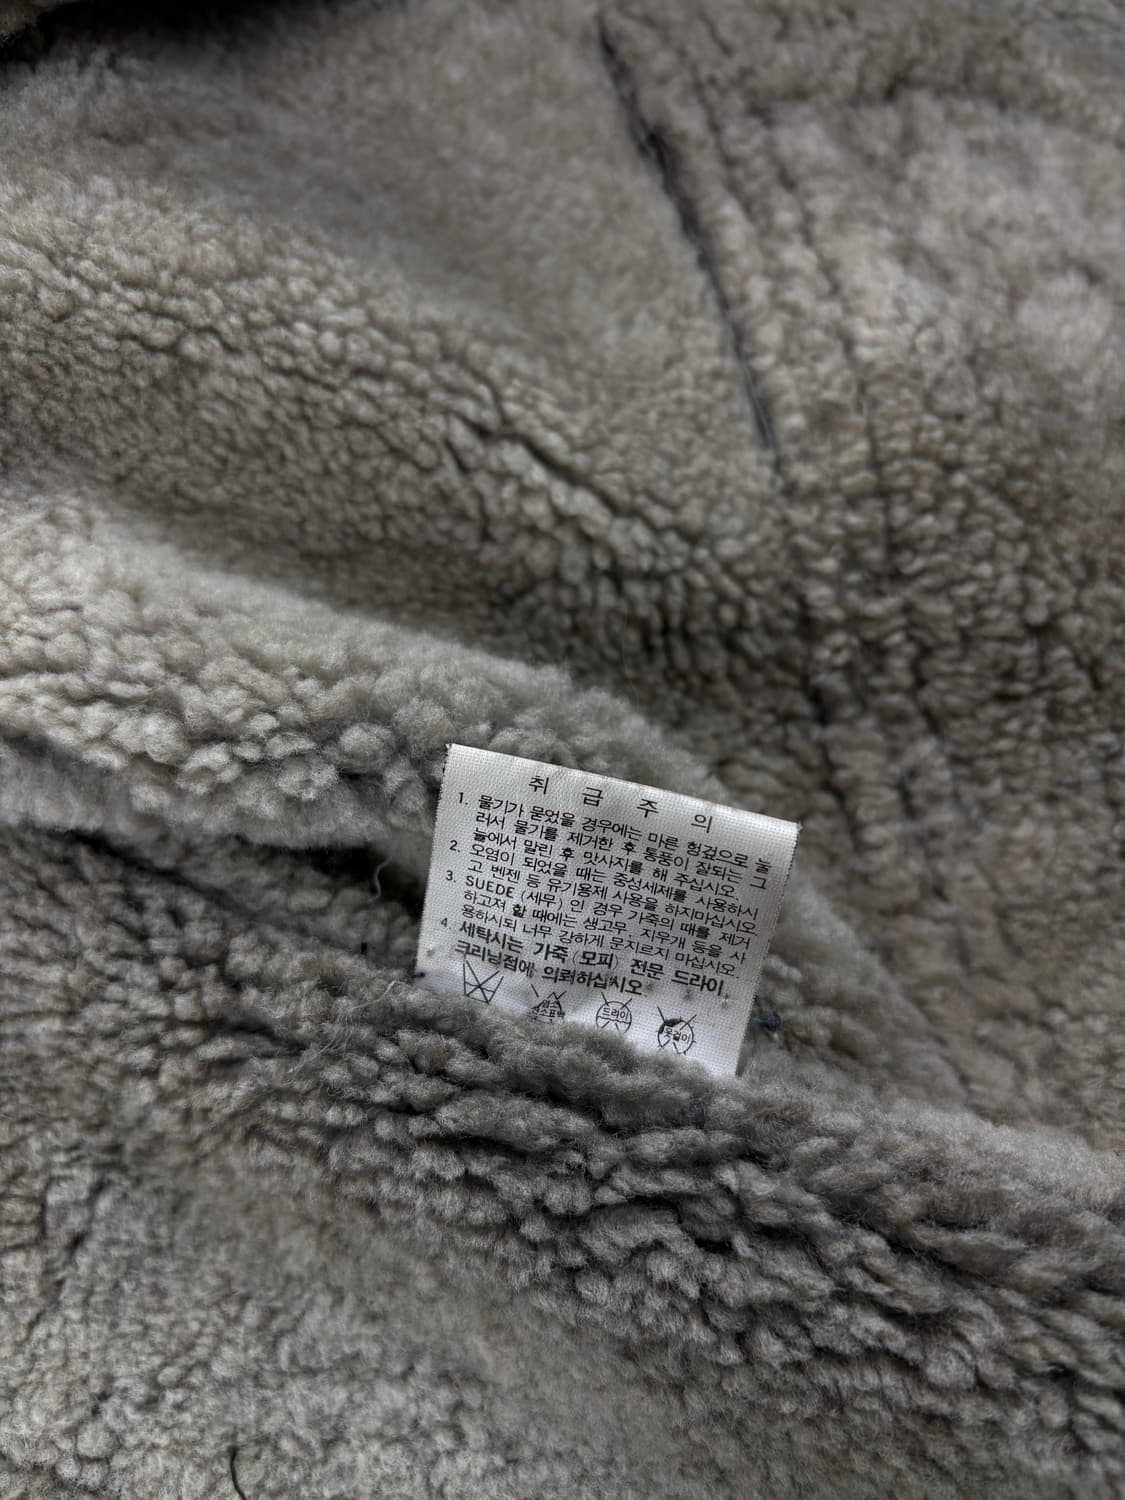 취 급 주 의
1. 물기가 묻었을 경우에는 마른 헝겊으로 눌
러서 물기를 제거한 후 통풍이 잘되는 그
늘에서 말린 후 맛사지를 해 주십시오.
2. 오염이 되었을 때는 중성세제를 사용하시
고 벤젠 등 유기용제 사용을 하지마십시오.
3. SUEDE (세무) 인 경우 가죽의 때를 제거
하고져 할 때에는 생고무, 지우개 등을 사
용하시되 너무 강하게 문지르지 마십시오.
4. 세탁시는 가죽 (모피) 전문 드라이
크리닝점에 의뢰하십시오.
염소 드라이 옷걸이
표백